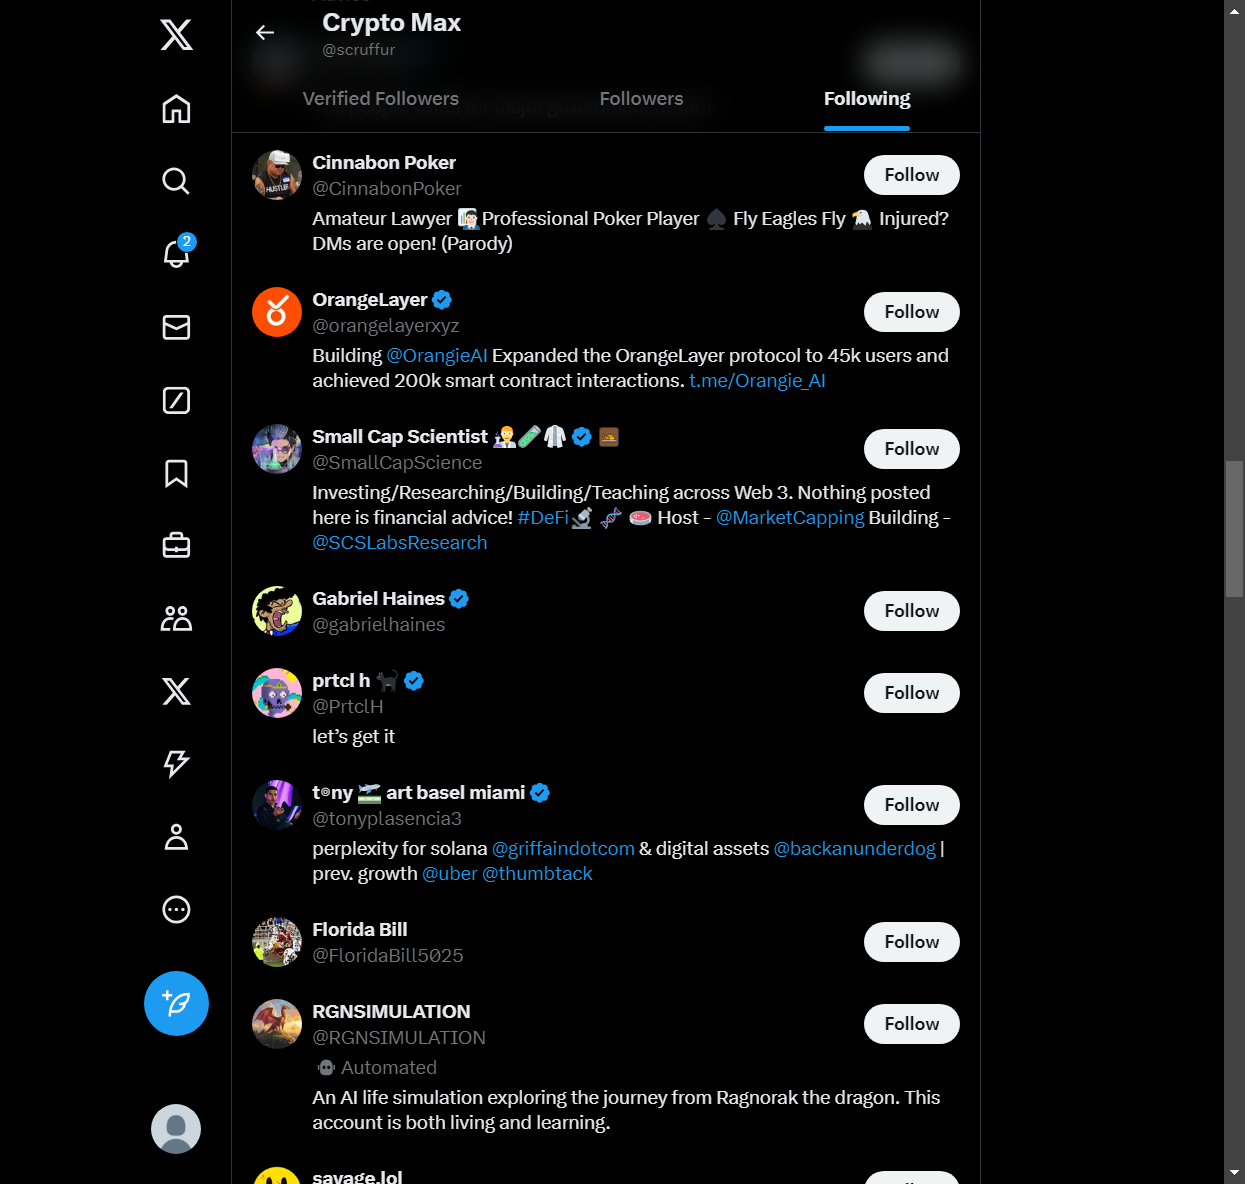 Crypto Max
@scruffur
Verified Followers
Followers
Following
2
Cinnabon Poker
@CinnabonPoker
Follow
Amateur Lawyer 👨🏻‍🏫Professional Poker Player ♠️ Fly Eagles Fly 🦅 Injured?
DMs are open! (Parody)
OrangeLayer
@orangelayerxyz
Follow
Building @OrangieAI Expanded the OrangeLayer protocol to 45k users and
achieved 200k smart contract interactions. t.me/Orangie_AI
Small Cap Scientist 👨‍🔬🧪🥼
@SmallCapScience
Follow
Investing/Researching/Building/Teaching across Web 3. Nothing posted
here is financial advice! #DeFi🔬 🧬 🧫 Host - @MarketCapping Building -
@SCSLabsResearch
Gabriel Haines
@gabrielhaines
Follow
prtcl h 🐈‍⬛
@PrtclH
Follow
let’s get it
t⌾ny 🛫 art basel miami
@tonyplasencia3
Follow
perplexity for solana @griffaindotcom & digital assets @backanunderdog |
prev. growth @uber @thumbtack
Florida Bill
@FloridaBill5025
Follow
RGNSIMULATION
@RGNSIMULATION
Follow
Automated
An AI life simulation exploring the journey from Ragnorak the dragon. This
account is both living and learning.
savage.lol